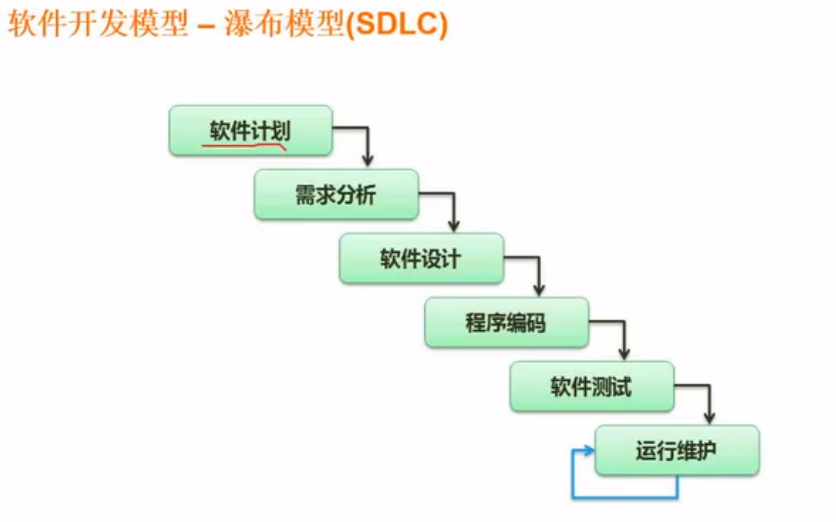 软件开发模型 – 瀑布模型(SDLC)
软件计划
需求分析
软件设计
程序编码
软件测试
运行维护